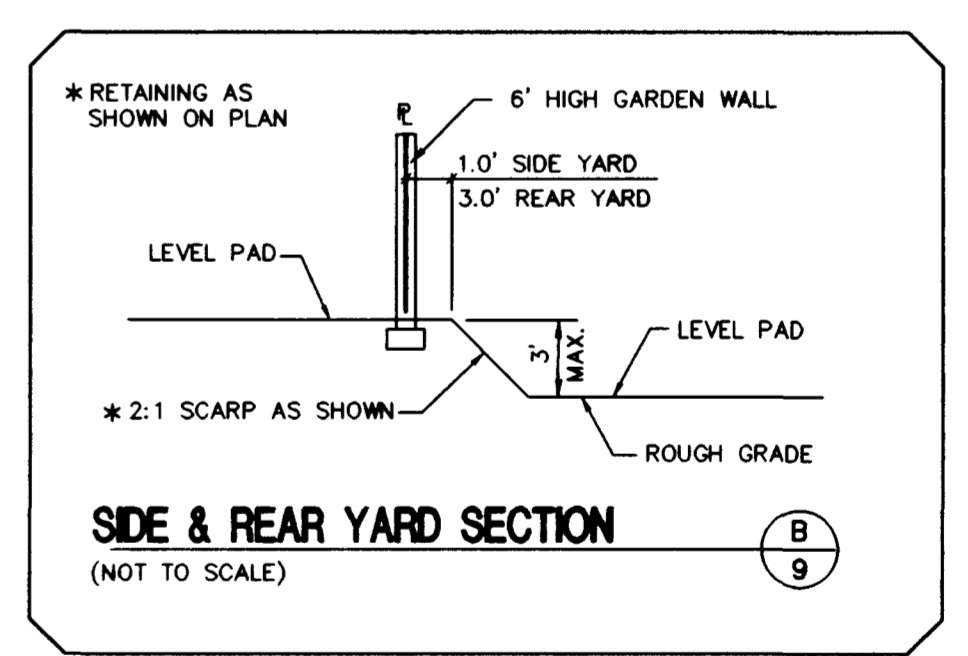 * RETAINING AS
SHOWN ON PLAN
PL
6' HIGH GARDEN WALL
1.0' SIDE YARD
3.0' REAR YARD
LEVEL PAD
LEVEL PAD
3'
MAX.
* 2:1 SCARP AS SHOWN
ROUGH GRADE
SIDE & REAR YARD SECTION
(NOT TO SCALE)
B
9